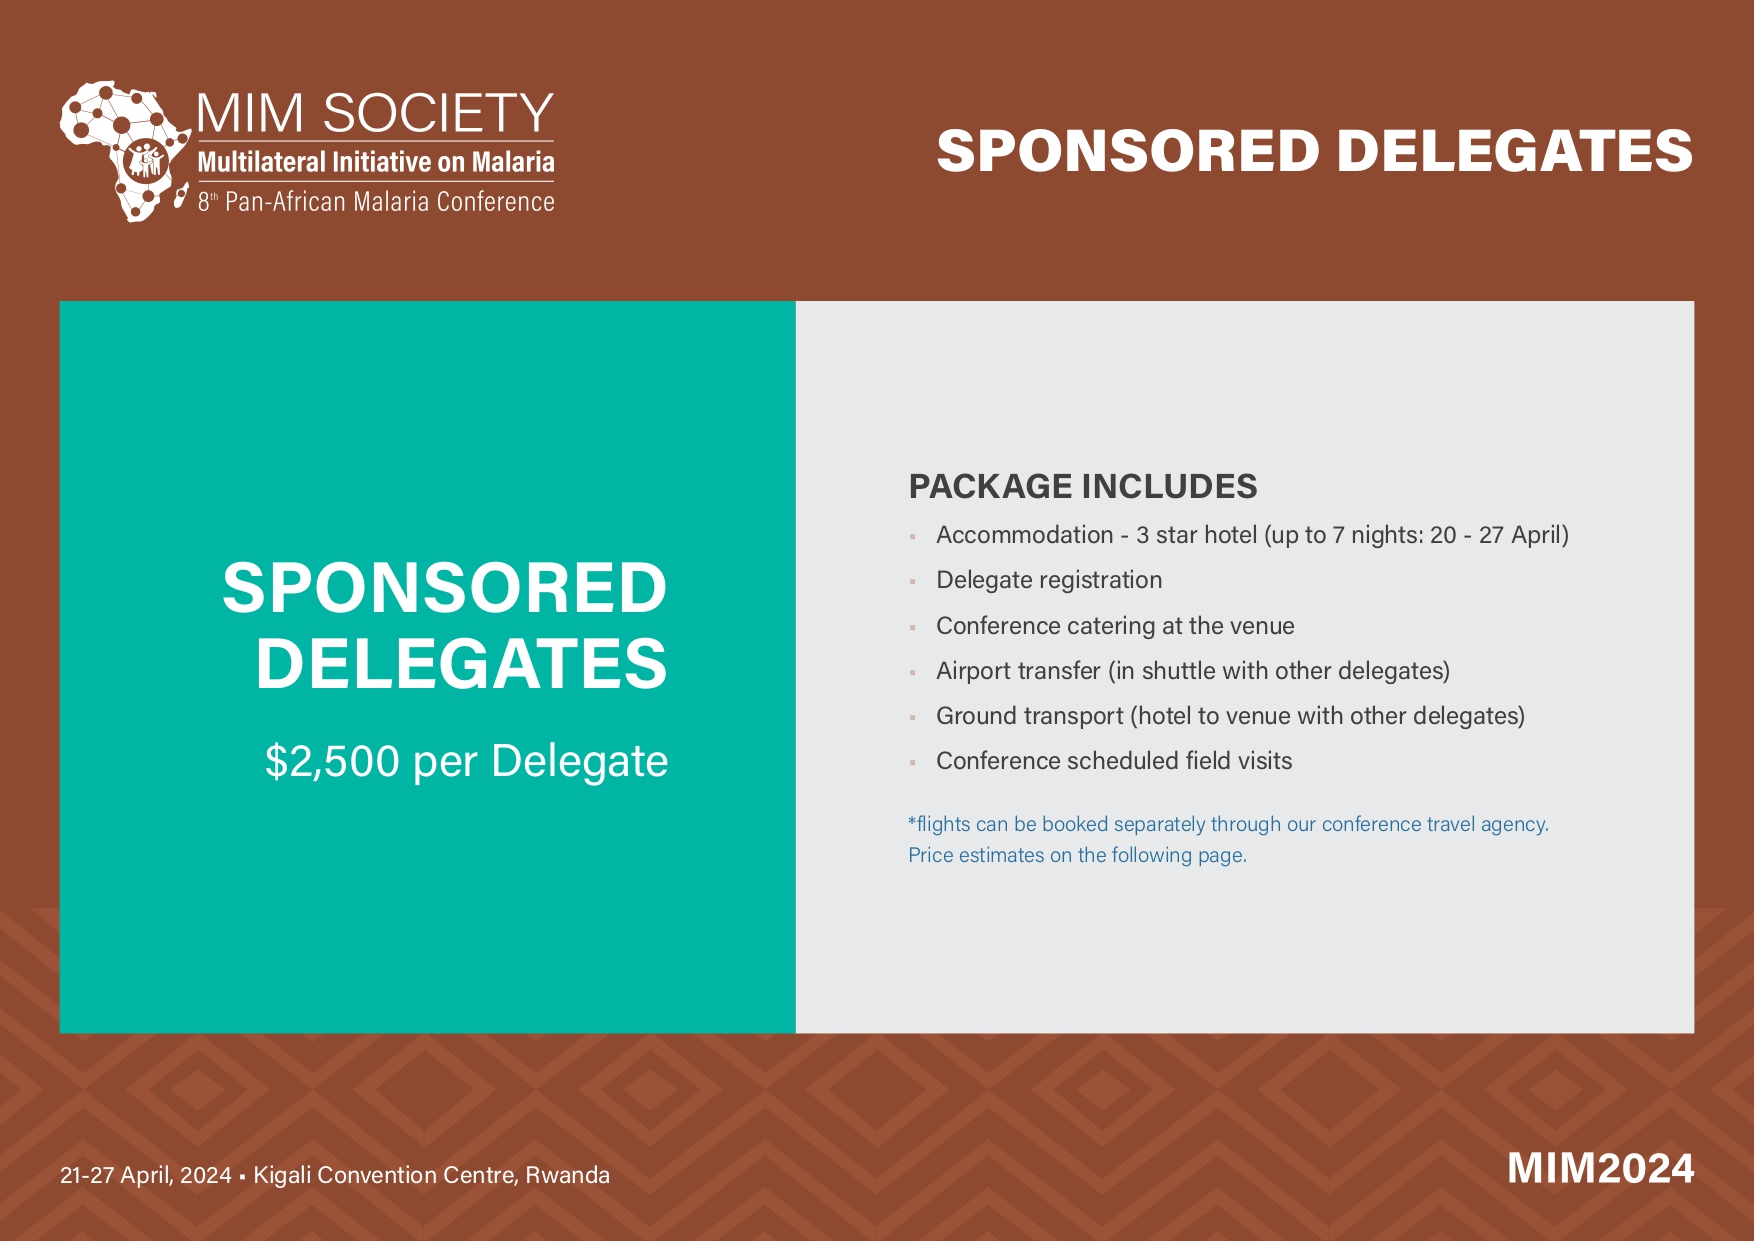 MIM SOCIETY
Multilateral Initiative on Malaria
8th Pan-African Malaria Conference
SPONSORED DELEGATES
SPONSORED
DELEGATES
$2,500 per Delegate
PACKAGE INCLUDES
▪ Accommodation - 3 star hotel (up to 7 nights: 20 - 27 April)
▪ Delegate registration
▪ Conference catering at the venue
▪ Airport transfer (in shuttle with other delegates)
▪ Ground transport (hotel to venue with other delegates)
▪ Conference scheduled field visits
*flights can be booked separately through our conference travel agency.
Price estimates on the following page.
21-27 April, 2024 ▪ Kigali Convention Centre, Rwanda
MIM2024